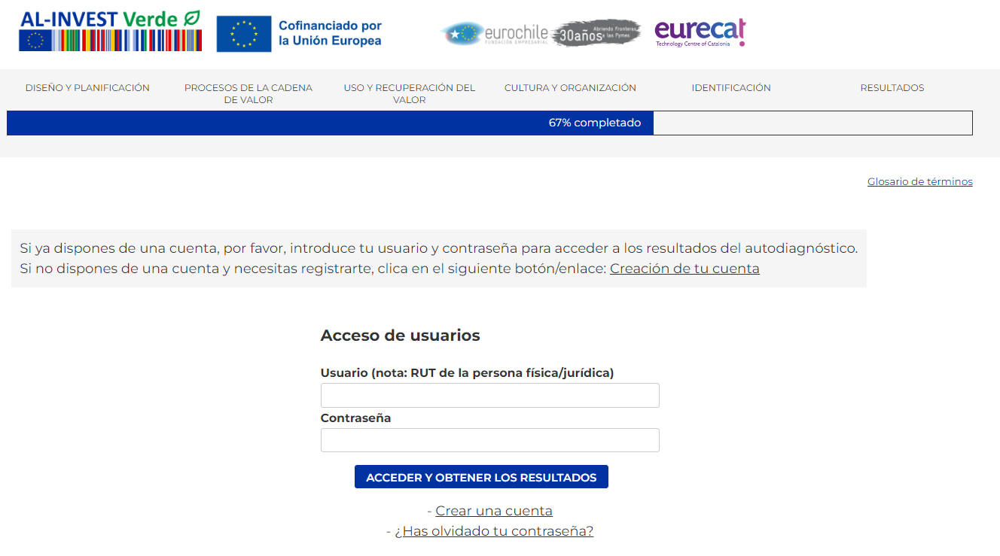 AL-INVEST Verde
Cofinanciado por
la Unión Europea
eurochile
FUNDACIÓN EMPRESARIAL
30años
Abriendo Fronteras
a las Pymes
eurecat
Technology Centre of Catalonia
DISEÑO Y PLANIFICACIÓN
PROCESOS DE LA CADENA
DE VALOR
USO Y RECUPERACIÓN DEL
VALOR
CULTURA Y ORGANIZACIÓN
IDENTIFICACIÓN
RESULTADOS
67% completado
Glosario de términos
Si ya dispones de una cuenta, por favor, introduce tu usuario y contraseña para acceder a los resultados del autodiagnóstico.
Si no dispones de una cuenta y necesitas registrarte, clica en el siguiente botón/enlace: Creación de tu cuenta
Acceso de usuarios
Usuario (nota: RUT de la persona física/jurídica)
Contraseña
ACCEDER Y OBTENER LOS RESULTADOS
- Crear una cuenta
- ¿Has olvidado tu contraseña?